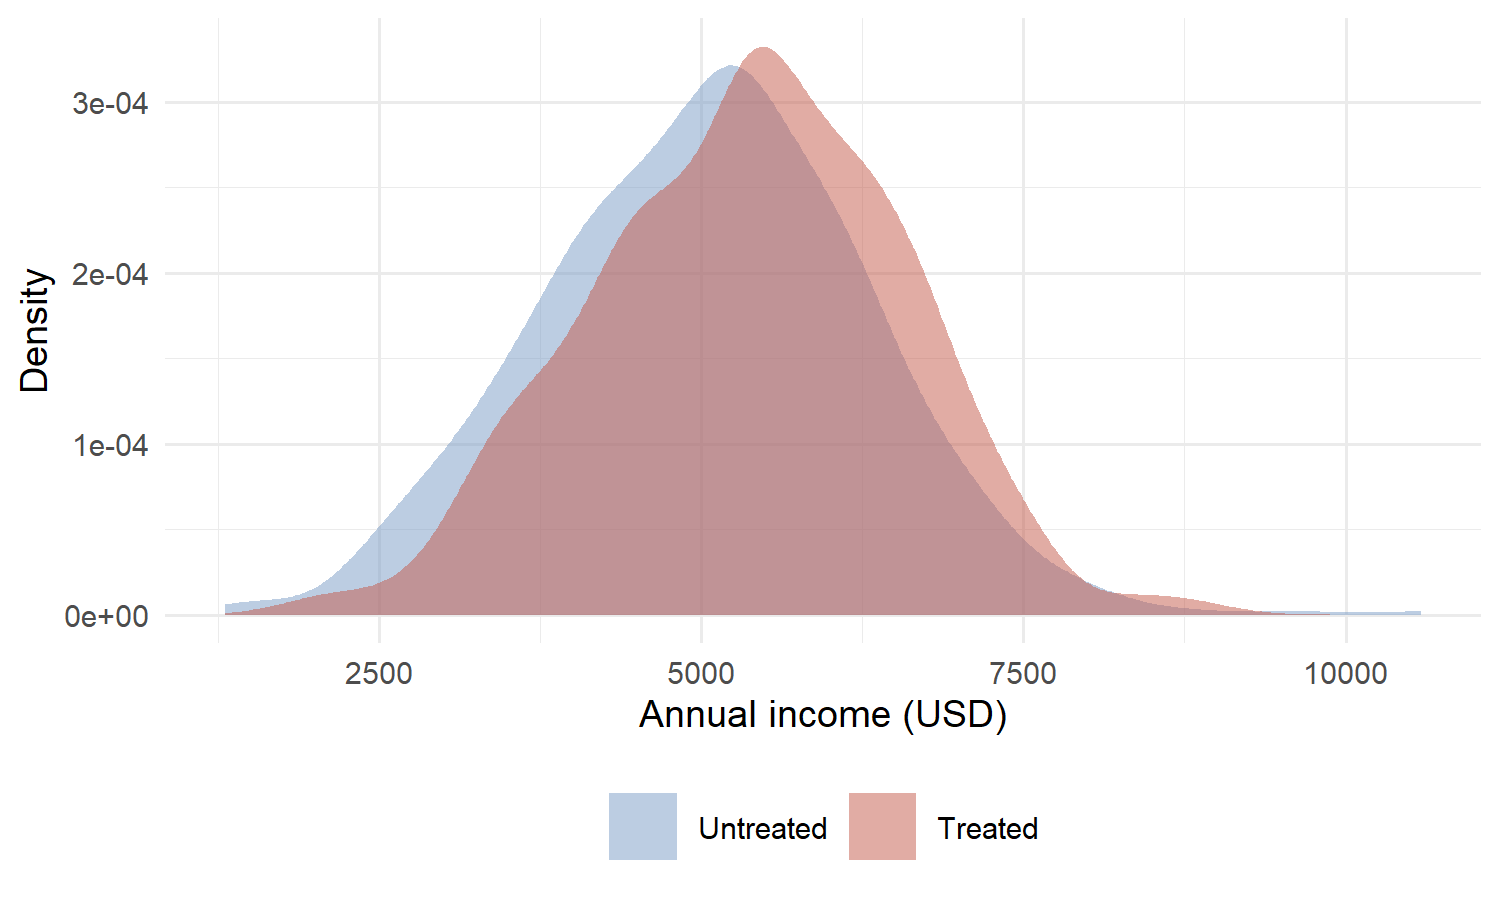 Density
3e-04
2e-04
1e-04
0e+00
2500 5000 7500 10000
Annual income (USD)
Untreated Treated